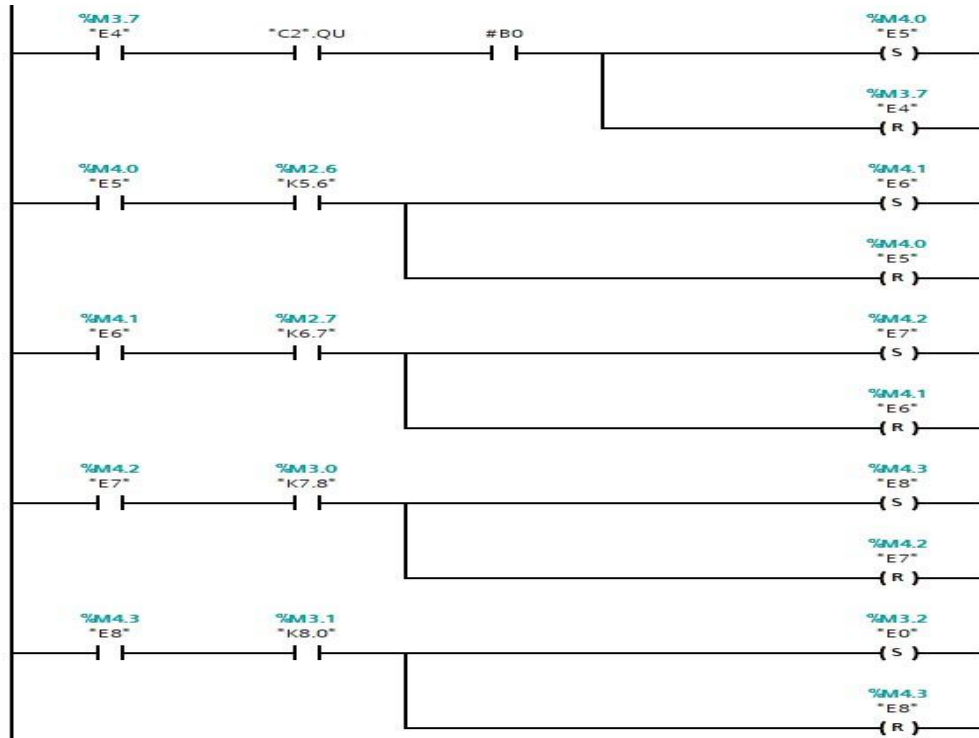 %M3.7 %M4.0
"E4" "C2".QU #B0 "E5"
S
%M3.7
"E4"
R
%M4.0 %M2.6 %M4.1
"E5" "K5.6" "E6"
S
%M4.0
"E5"
R
%M4.1 %M2.7 %M4.2
"E6" "K6.7" "E7"
S
%M4.1
"E6"
R
%M4.2 %M3.0 %M4.3
"E7" "K7.8" "E8"
S
%M4.2
"E7"
R
%M4.3 %M3.1 %M3.2
"E8" "K8.0" "E0"
S
%M4.3
"E8"
R